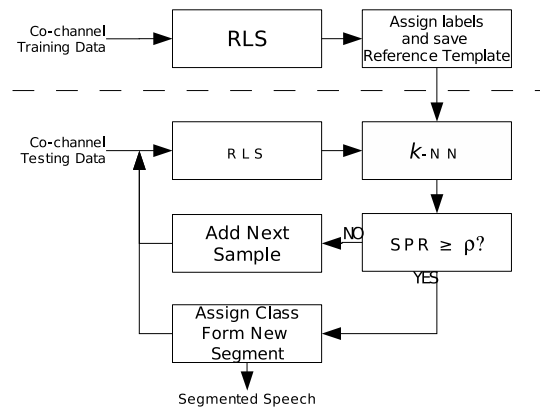 Co-channel
Training Data
RLS
Assign labels
and save
Reference Template
Co-channel
Testing Data
R L S
k-N N
Add Next
Sample
NO
S P R ≥ ρ?
YES
Assign Class
Form New
Segment
Segmented Speech